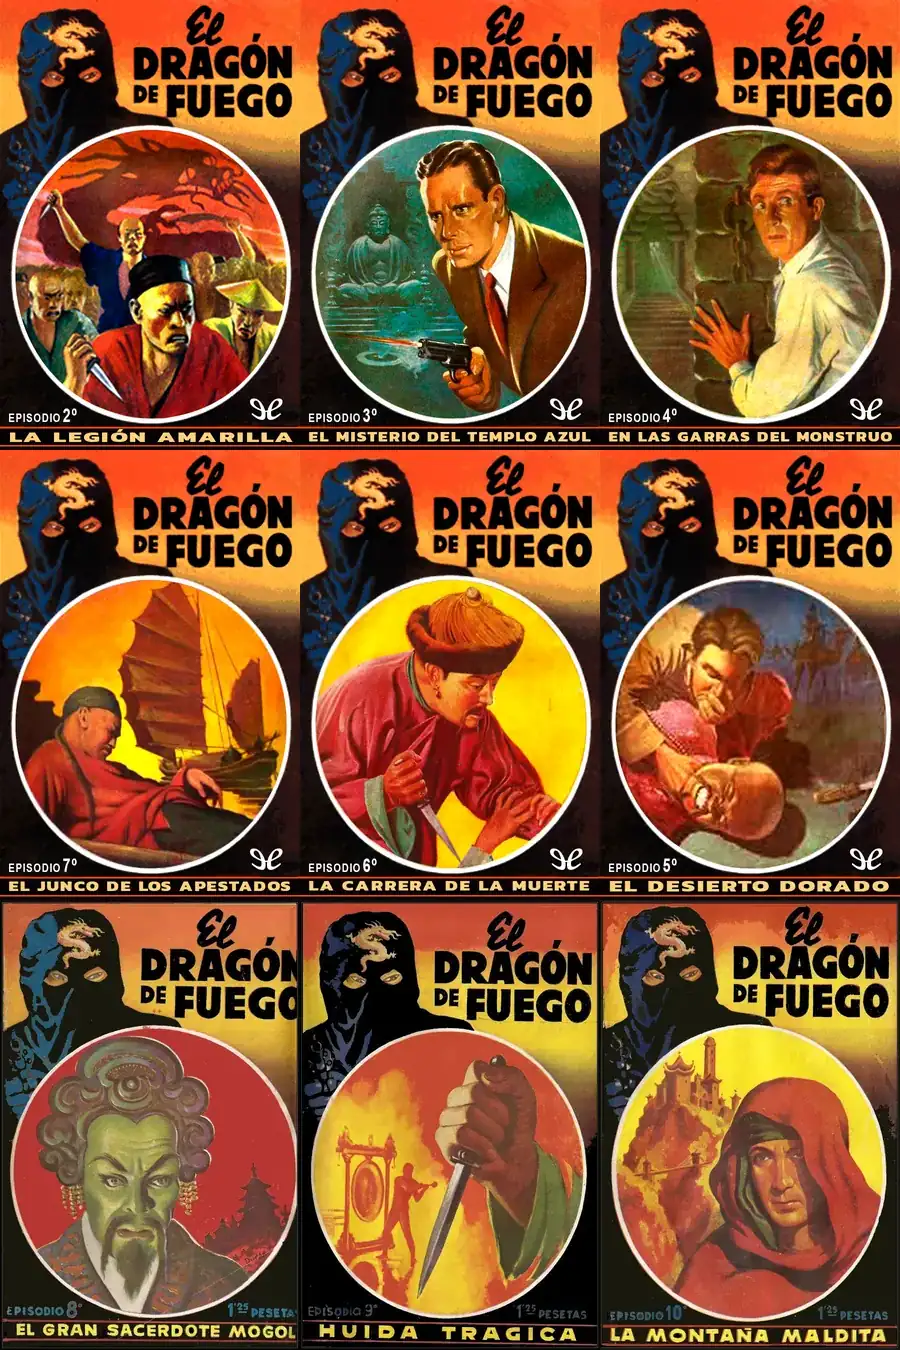 El
DRAGÓN
DE FUEGO
EPISODIO 2º
LA LEGIÓN AMARILLA
El
DRAGÓN
DE FUEGO
EPISODIO 3º
EL MISTERIO DEL TEMPLO AZUL
El
DRAGÓN
DE FUEGO
EPISODIO 4º
EN LAS GARRAS DEL MONSTRUO
El
DRAGÓN
DE FUEGO
EPISODIO 7º
EL JUNCO DE LOS APESTADOS
El
DRAGÓN
DE FUEGO
EPISODIO 6º
LA CARRERA DE LA MUERTE
El
DRAGÓN
DE FUEGO
EPISODIO 5º
EL DESIERTO DORADO
El
DRAGÓN
DE FUEGO
EPISODIO 8º 1'25 PESETA
EL GRAN SACERDOTE MOGOL
El
DRAGÓN
DE FUEGO
EPISODIO 9º 1'25 PESETAS
HUIDA TRAGICA
El
DRAGÓN
DE FUEGO
EPISODIO 10º 1'25 PESETAS
LA MONTAÑA MALDITA